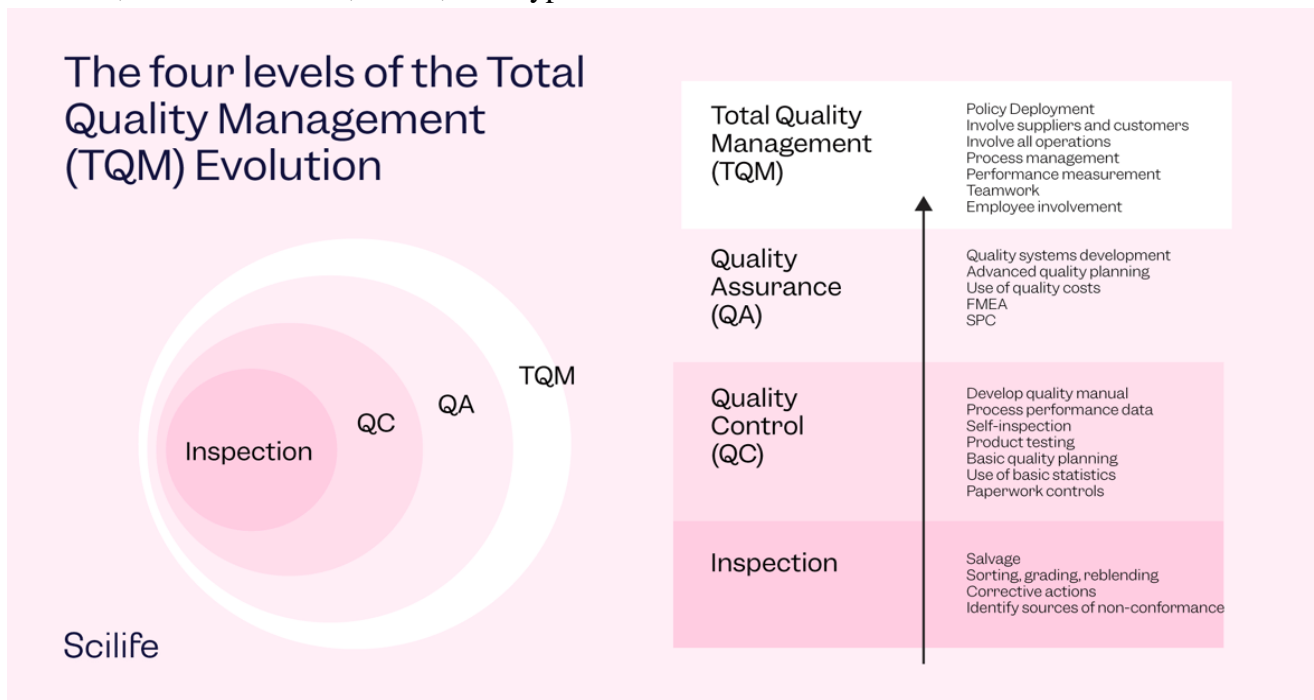 The four levels of the Total
Quality Management
(TQM) Evolution
Inspection
QC
QA
TQM
Scilife
Total Quality
Management
(TQM)
Policy Deployment
Involve suppliers and customers
Involve all operations
Process management
Performance measurement
Teamwork
Employee involvement
Quality
Assurance
(QA)
Quality systems development
Advanced quality planning
Use of quality costs
FMEA
SPC
Quality
Control
(QC)
Develop quality manual
Process performance data
Self-inspection
Product testing
Basic quality planning
Use of basic statistics
Paperwork controls
Inspection
Salvage
Sorting, grading, reblending
Corrective actions
Identify sources of non-conformance